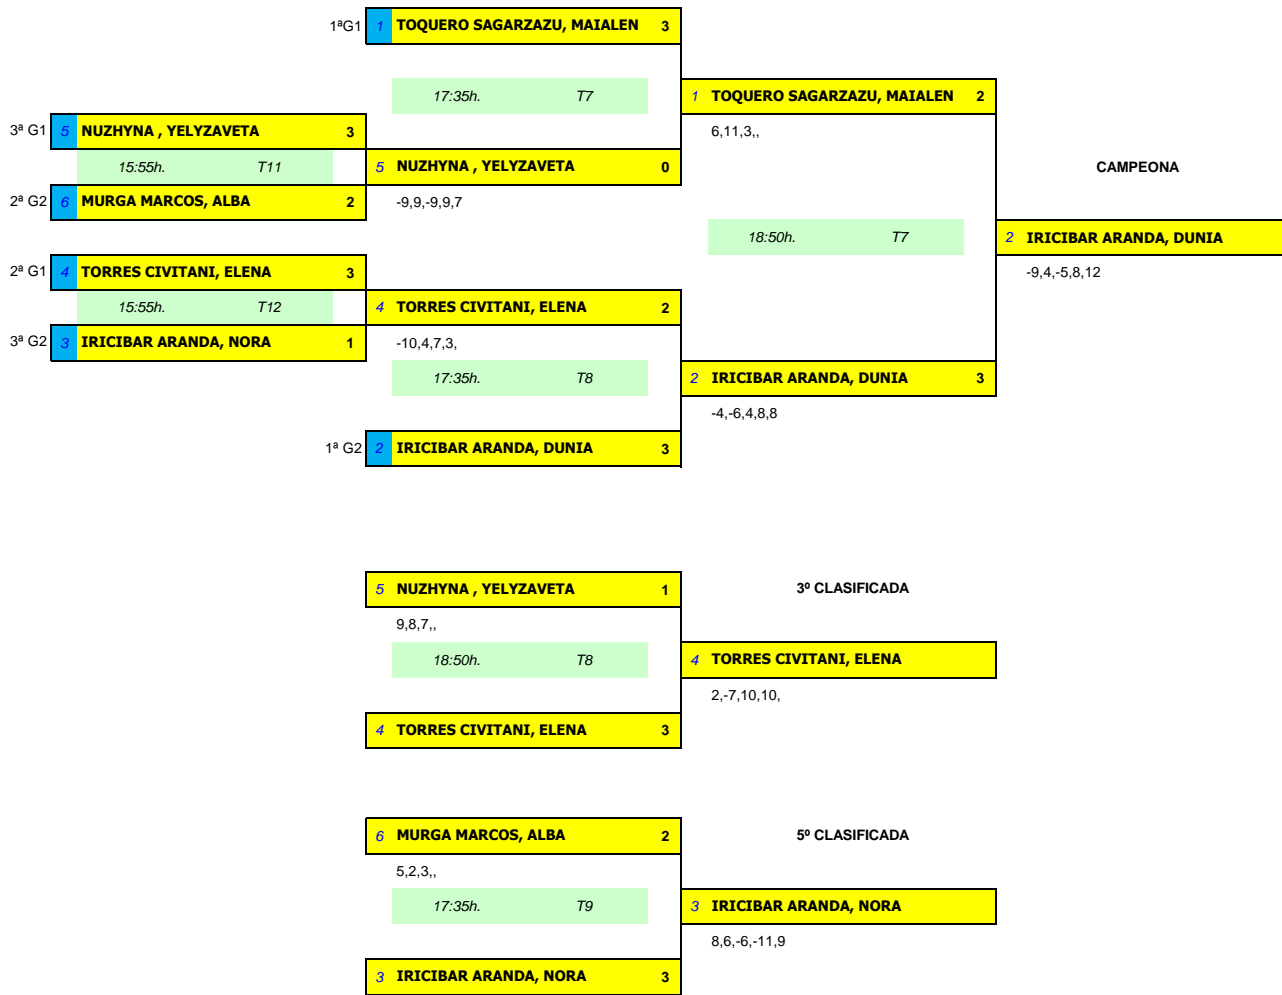 1ªG1 1 TOQUERO SAGARZAZU, MAIALEN 3
17:35h. T7 1 TOQUERO SAGARZAZU, MAIALEN 2
3ª G1 5 NUZHYNA , YELYZAVETA 3 6,11,3,,
15:55h. T11 5 NUZHYNA , YELYZAVETA 0 CAMPEONA
2ª G2 6 MURGA MARCOS, ALBA 2 -9,9,-9,9,7
18:50h. T7 2 IRICIBAR ARANDA, DUNIA
2ª G1 4 TORRES CIVITANI, ELENA 3 -9,4,-5,8,12
15:55h. T12 4 TORRES CIVITANI, ELENA 2
3ª G2 3 IRICIBAR ARANDA, NORA 1 -10,4,7,3,
17:35h. T8 2 IRICIBAR ARANDA, DUNIA 3
-4,-6,4,8,8
1ª G2 2 IRICIBAR ARANDA, DUNIA 3
5 NUZHYNA , YELYZAVETA 1 3º CLASIFICADA
9,8,7,,
18:50h. T8 4 TORRES CIVITANI, ELENA
2,-7,10,10,
4 TORRES CIVITANI, ELENA 3
6 MURGA MARCOS, ALBA 2 5º CLASIFICADA
5,2,3,,
17:35h. T9 3 IRICIBAR ARANDA, NORA
8,6,-6,-11,9
3 IRICIBAR ARANDA, NORA 3